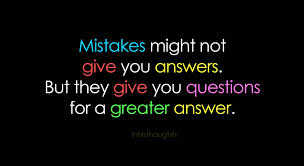 Mistakes might not
give you answers.
But they give you questions
for a greater answer.